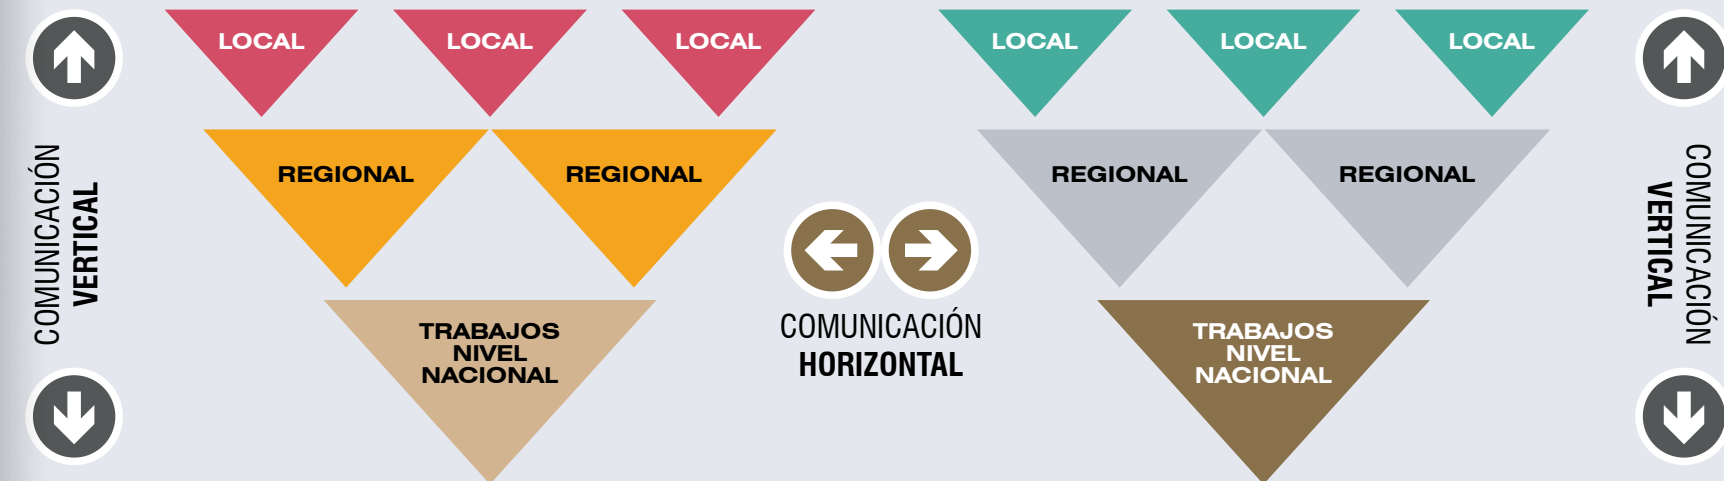 LOCAL
LOCAL
LOCAL
LOCAL
LOCAL
LOCAL
COMUNICACIÓN
VERTICAL
REGIONAL
REGIONAL
REGIONAL
REGIONAL
COMUNICACIÓN
VERTICAL
COMUNICACIÓN
HORIZONTAL
TRABAJOS
NIVEL
NACIONAL
TRABAJOS
NIVEL
NACIONAL